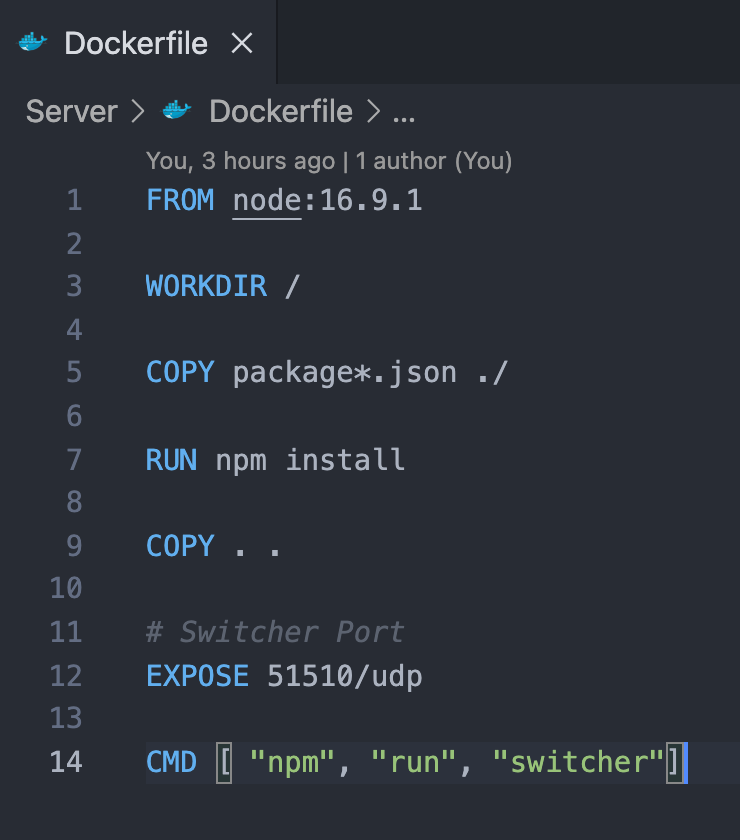 Dockerfile ×
Server > Dockerfile > ...
You, 3 hours ago | 1 author (You)
1 FROM node:16.9.1
2
3 WORKDIR /
4
5 COPY package*.json ./
6
7 RUN npm install
8
9 COPY . .
10
11 # Switcher Port
12 EXPOSE 51510/udp
13
14 CMD [ "npm", "run", "switcher"]